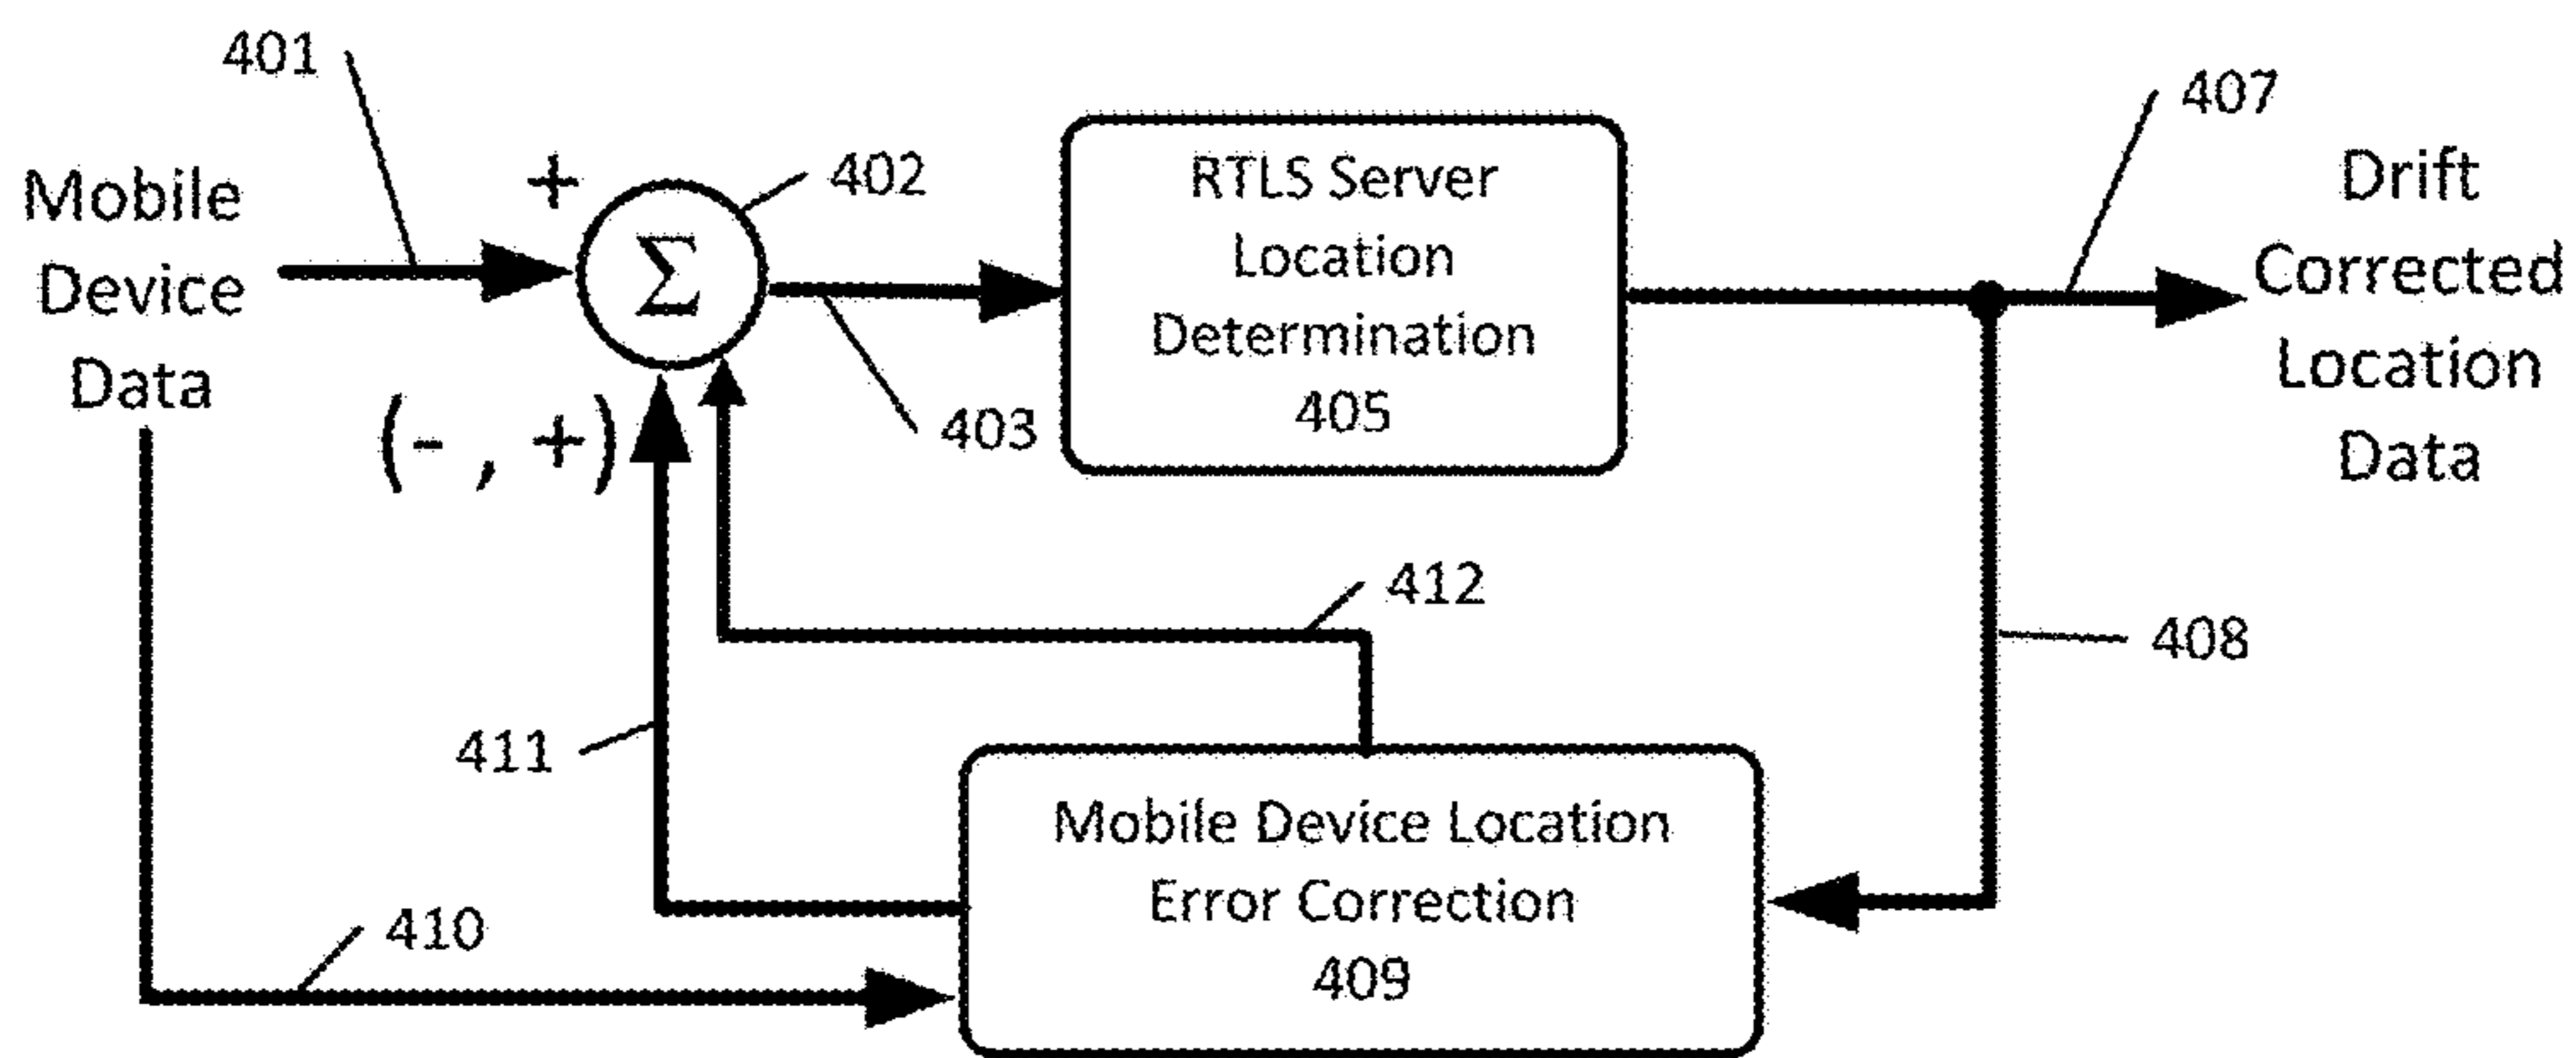 401
407
+
402
Mobile
Device
Data
Σ
RTLS Server
Location
Determination
405
Drift
Corrected
Location
Data
(- , +)
403
412
408
411
Mobile Device Location
Error Correction
409
410